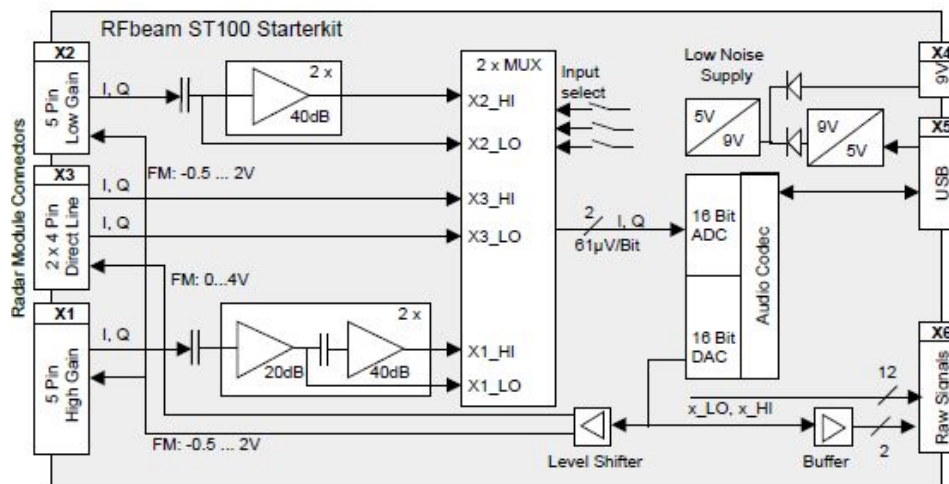 RFbeam ST100 Starterkit
X2
5 Pin
Low Gain
I, Q
2 x
40dB
FM: -0.5 ... 2V
Radar Module Connectors
X3
2 x 4 Pin
Direct Line
I, Q
I, Q
FM: 0...4V
X1
5 Pin
High Gain
I, Q
2 x
20dB
40dB
FM: -0.5 ... 2V
2 x MUX
X2_HI
X2_LO
X3_HI
X3_LO
X1_HI
X1_LO
Input
select
2
I, Q
61µV/Bit
Low Noise
Supply
5V
9V
9V
5V
16 Bit
ADC
16 Bit
DAC
Audio Codec
X4
9V
X5
USB
X6
Raw Signals
12
x_LO, x_HI
2
Level Shifter
Buffer